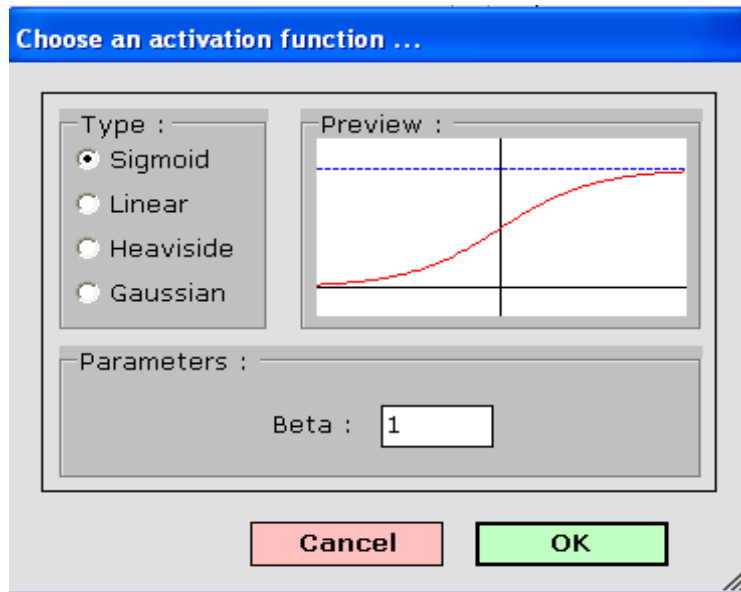 Choose an activation function ...
Type :
Sigmoid
Linear
Heaviside
Gaussian
Preview :
Parameters :
Beta : 1
Cancel
OK